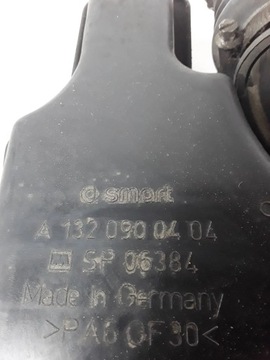 smart
A 132 090 04 04
SP 06384
Made in Germany
>PA6 GF30<